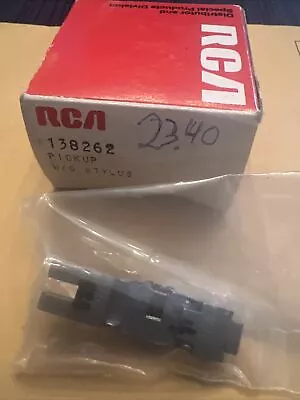 Distributor and
Special Products Division
RCA
RCA
138262
PICKUP
W/S STYLUS
23.40